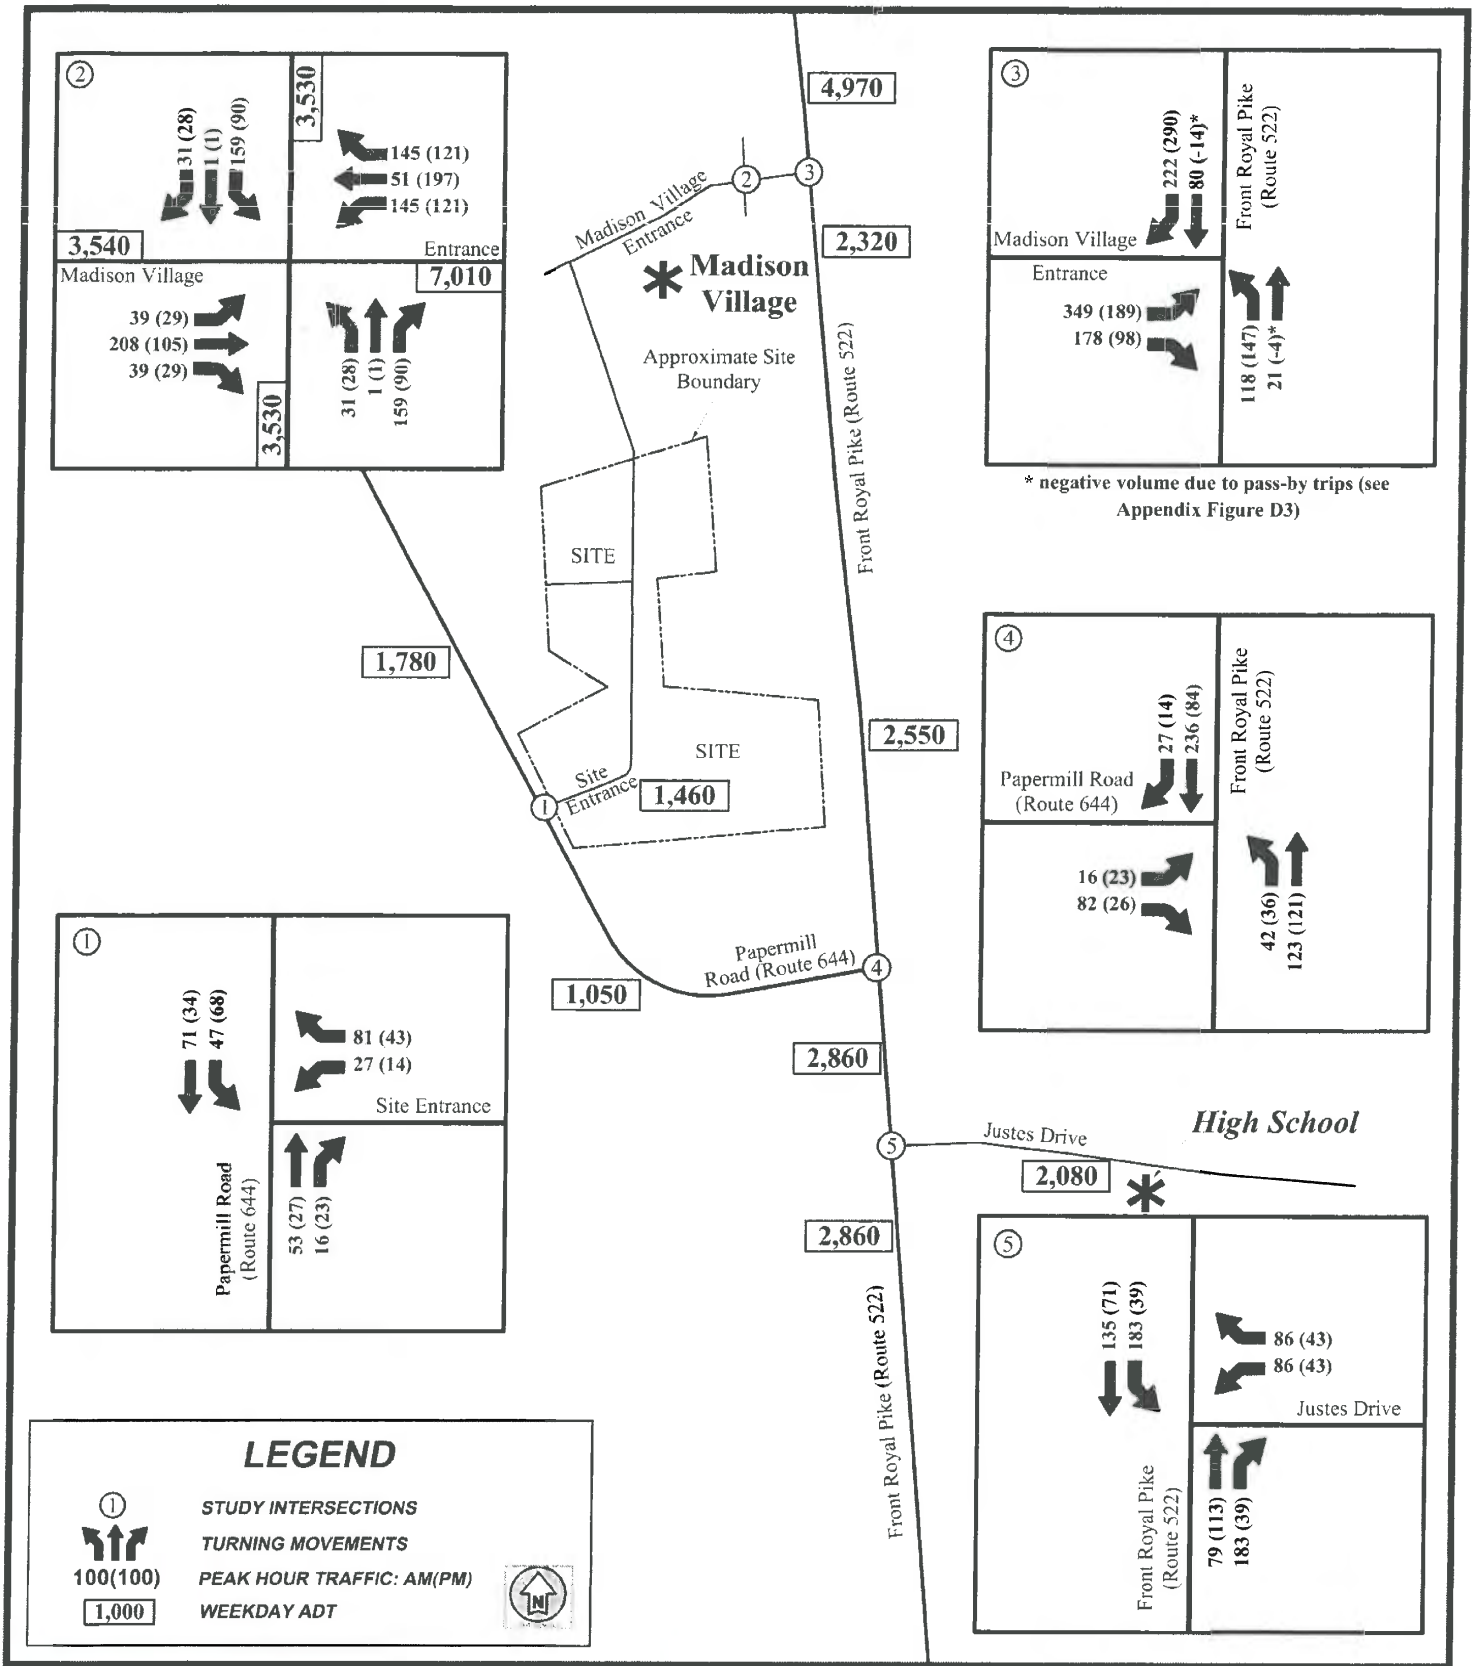 ②
31 (28)
1 (1)
159 (90)
3,530
145 (121)
51 (197)
145 (121)
3,540
Entrance
Madison Village
7,010
39 (29)
208 (105)
39 (29)
3,530
31 (28)
1 (1)
159 (90)
4,970
Madison Village
Entrance
2
3
2,320
Madison
Village
Approximate Site
Boundary
Front Royal Pike (Route 522)
③
222 (290)
80 (-14)*
Front Royal Pike
(Route 522)
Madison Village
Entrance
349 (189)
178 (98)
118 (147)
21 (-4)*
* negative volume due to pass-by trips (see
Appendix Figure D3)
SITE
1,780
2,550
SITE
Site
Entrance
1,460
1
④
27 (14)
236 (84)
Front Royal Pike
(Route 522)
Papermill Road
(Route 644)
16 (23)
82 (26)
42 (36)
123 (121)
①
71 (34)
47 (68)
81 (43)
27 (14)
Site Entrance
Papermill Road
(Route 644)
53 (27)
16 (23)
Papermill
Road (Route 644)
4
1,050
2,860
5
Justes Drive
High School
2,080
2,860
Front Royal Pike (Route 522)
⑤
135 (71)
183 (39)
86 (43)
86 (43)
Justes Drive
Front Royal Pike
(Route 522)
79 (113)
183 (39)
LEGEND
① STUDY INTERSECTIONS
TURNING MOVEMENTS
100(100) PEAK HOUR TRAFFIC: AM(PM)
1,000 WEEKDAY ADT
N